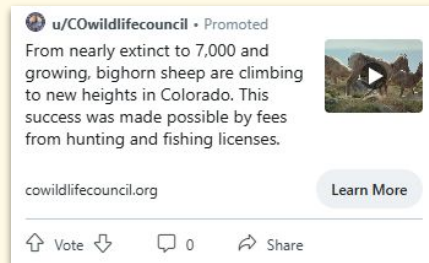 u/COwildlifecouncil • Promoted
From nearly extinct to 7,000 and
growing, bighorn sheep are climbing
to new heights in Colorado. This
success was made possible by fees
from hunting and fishing licenses.
cowildlifecouncil.org
Learn More
Vote
0
Share